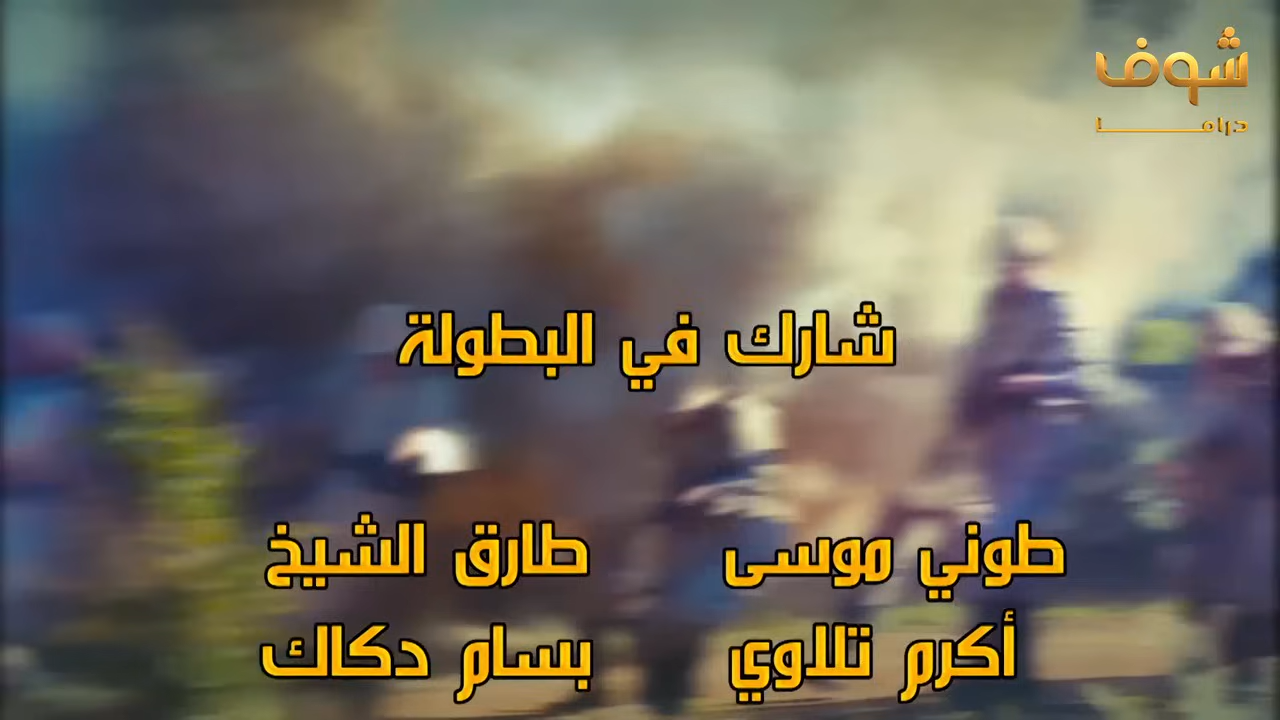 شوف
دراما
شارك في البطولة
طوني موسى طارق الشيخ
أكرم تلاوي بسام دكاك